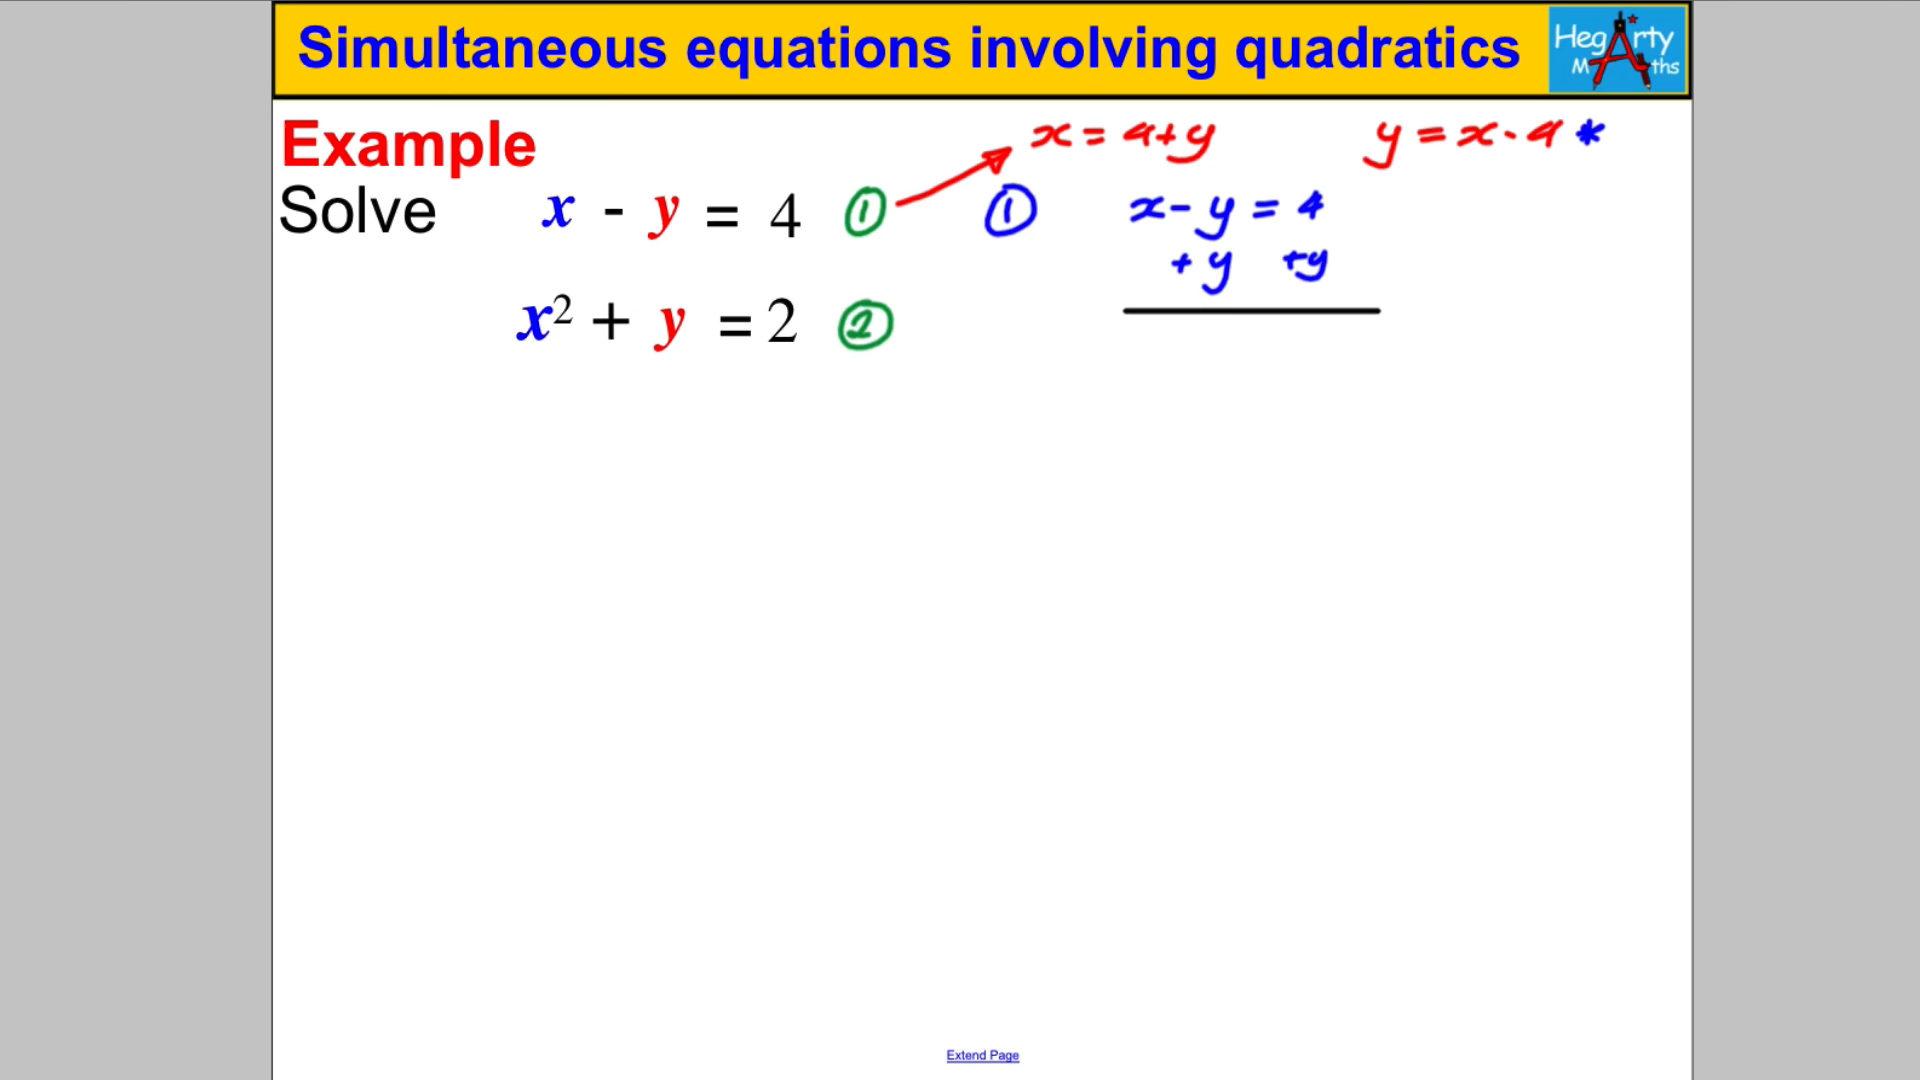 Simultaneous equations involving quadratics
Hegarty
Maths
Example
x = 4+y
y = x - 4 *
Solve x - y = 4 ①
① x - y = 4
+ y +y
x² + y = 2 ②
Extend Page